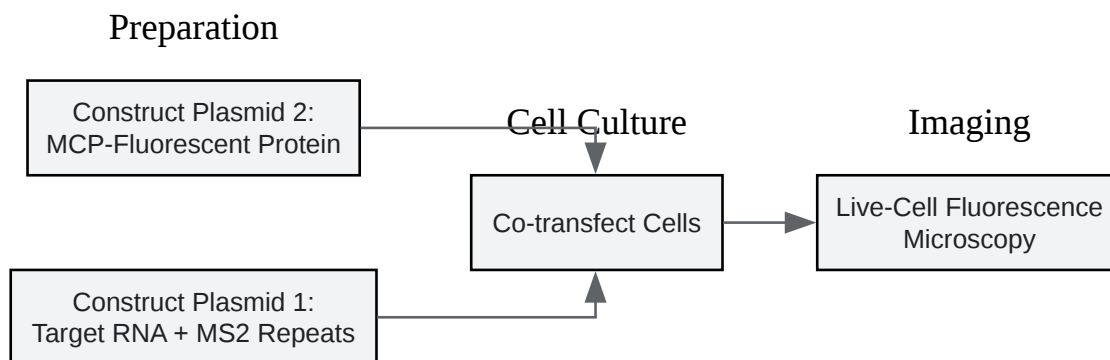 Preparation
Construct Plasmid 2:
MCP-Fluorescent Protein
Cell Culture
Co-transfect Cells
Imaging
Live-Cell Fluorescence
Microscopy
Construct Plasmid 1:
Target RNA + MS2 Repeats